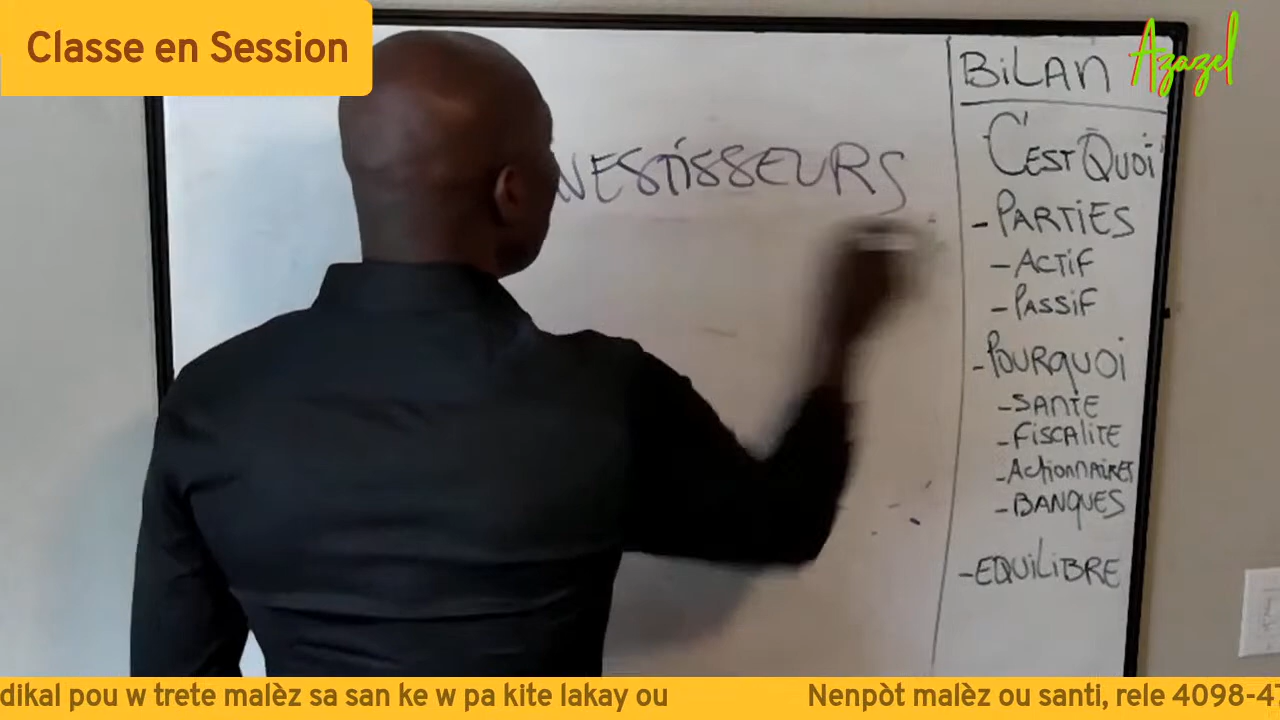 Classe en Session
Azazel
NESTISSEURS
BiLAN
C'EST QUOi
- PARTiES
- ACTiF
- PASSiF
- POURQUOi
- SANTE
- FiSCALiTE
- ACTiONNAiRES
- BANQUES
- EQUiLiBRE
dikal pou w trete malèz sa san ke w pa kite lakay ou
Nenpòt malèz ou santi, rele 4098-47